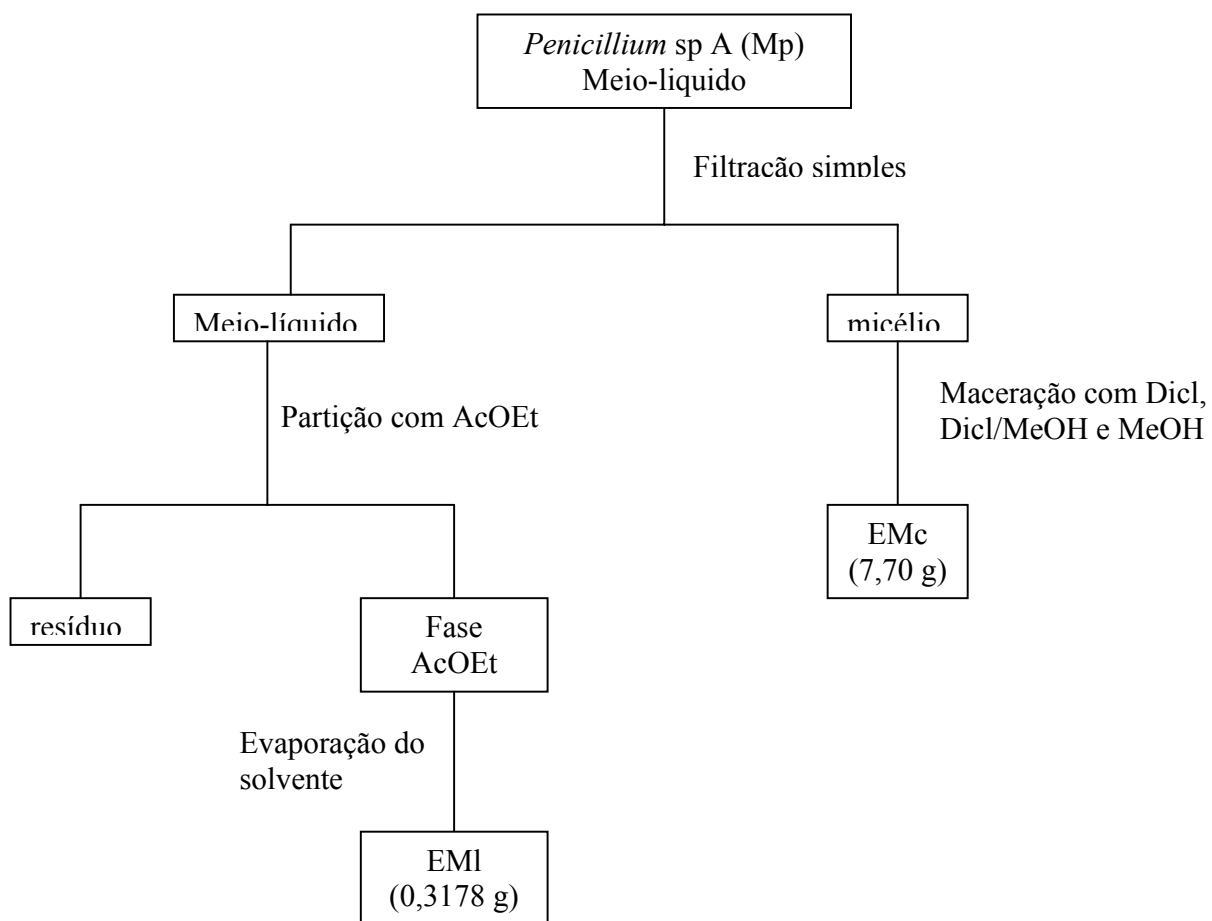 Penicillium sp A (Mp)
Meio-liquido
Filtração simples
Meio-líquido
micélio
Partição com AcOEt
Maceração com Dicl,
Dicl/MeOH e MeOH
resíduo
Fase
AcOEt
EMc
(7,70 g)
Evaporação do
solvente
EMl
(0,3178 g)